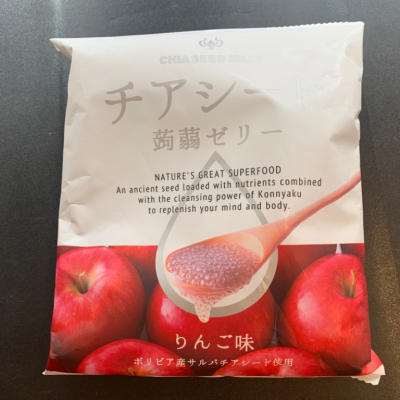 CHIA SEED JELLY
チアシード
蒟蒻ゼリー
NATURE'S GREAT SUPERFOOD
An ancient seed loaded with nutrients combined
with the cleansing power of Konnyaku
to replenish your mind and body.
りんご味
ボリビア産サルバチアシード使用